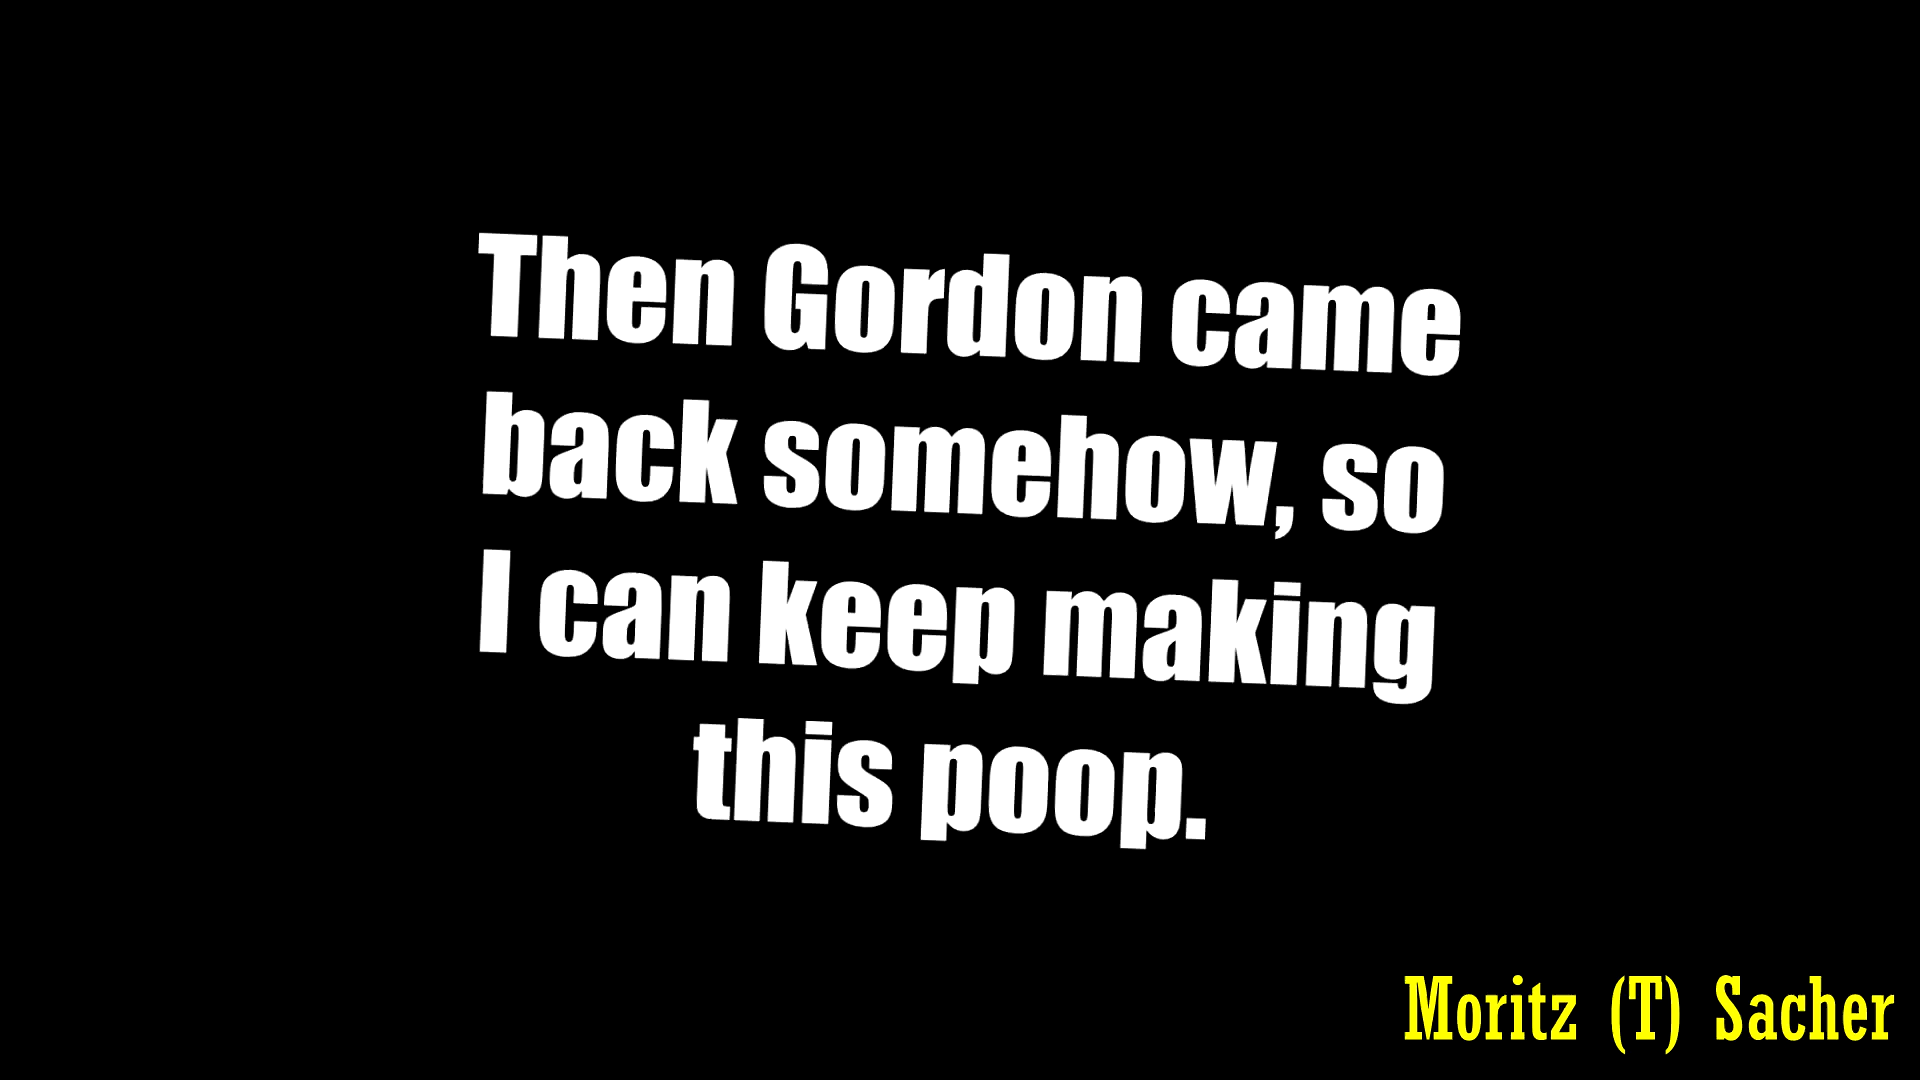 Then Gordon came
back somehow, so
I can keep making
this poop.
Moritz (T) Sacher